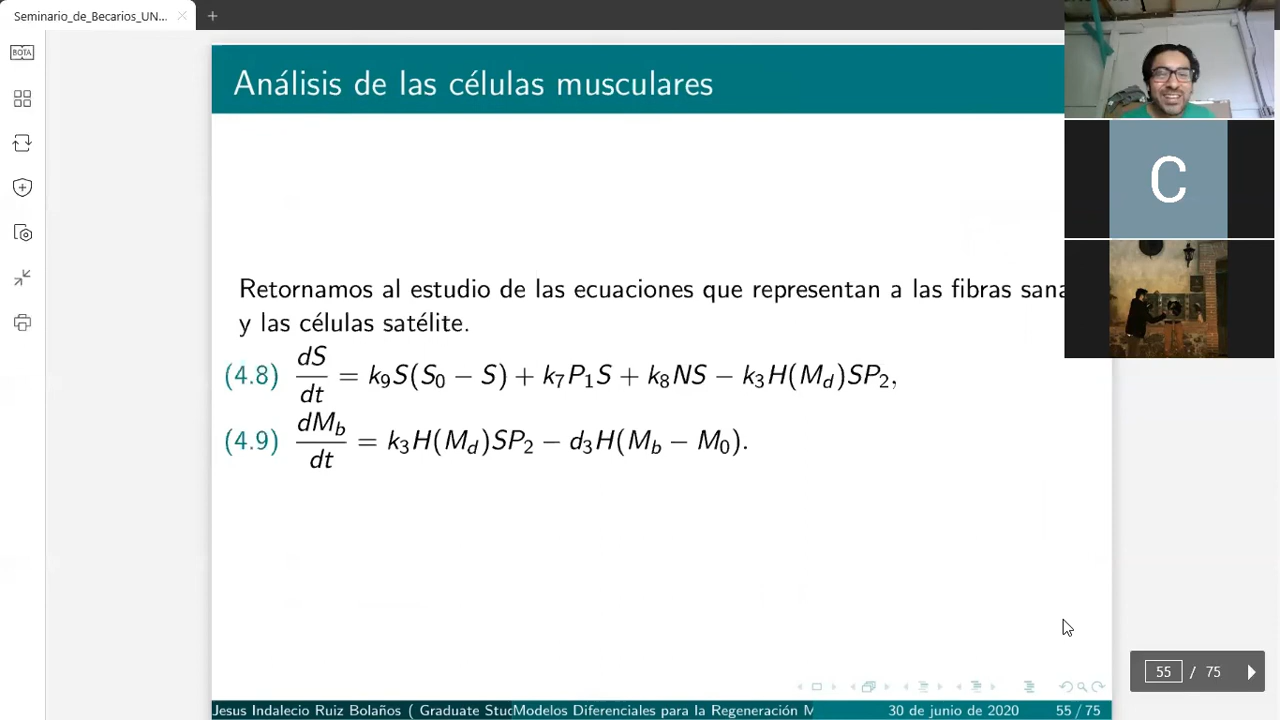 Seminario_de_Becarios_UN...
BOTA
Análisis de las células musculares
C
Retornamos al estudio de las ecuaciones que representan a las fibras sana
y las células satélite.
(4.8) dS/dt = k₉S(S₀ − S) + k₇P₁S + k₈NS − k₃H(M_d)SP₂,
(4.9) dM_b/dt = k₃H(M_d)SP₂ − d₃H(M_b − M₀).
55 / 75
Jesus Indalecio Ruiz Bolaños ( Graduate Stud Modelos Diferenciales para la Regeneración M 30 de junio de 2020 55 / 75